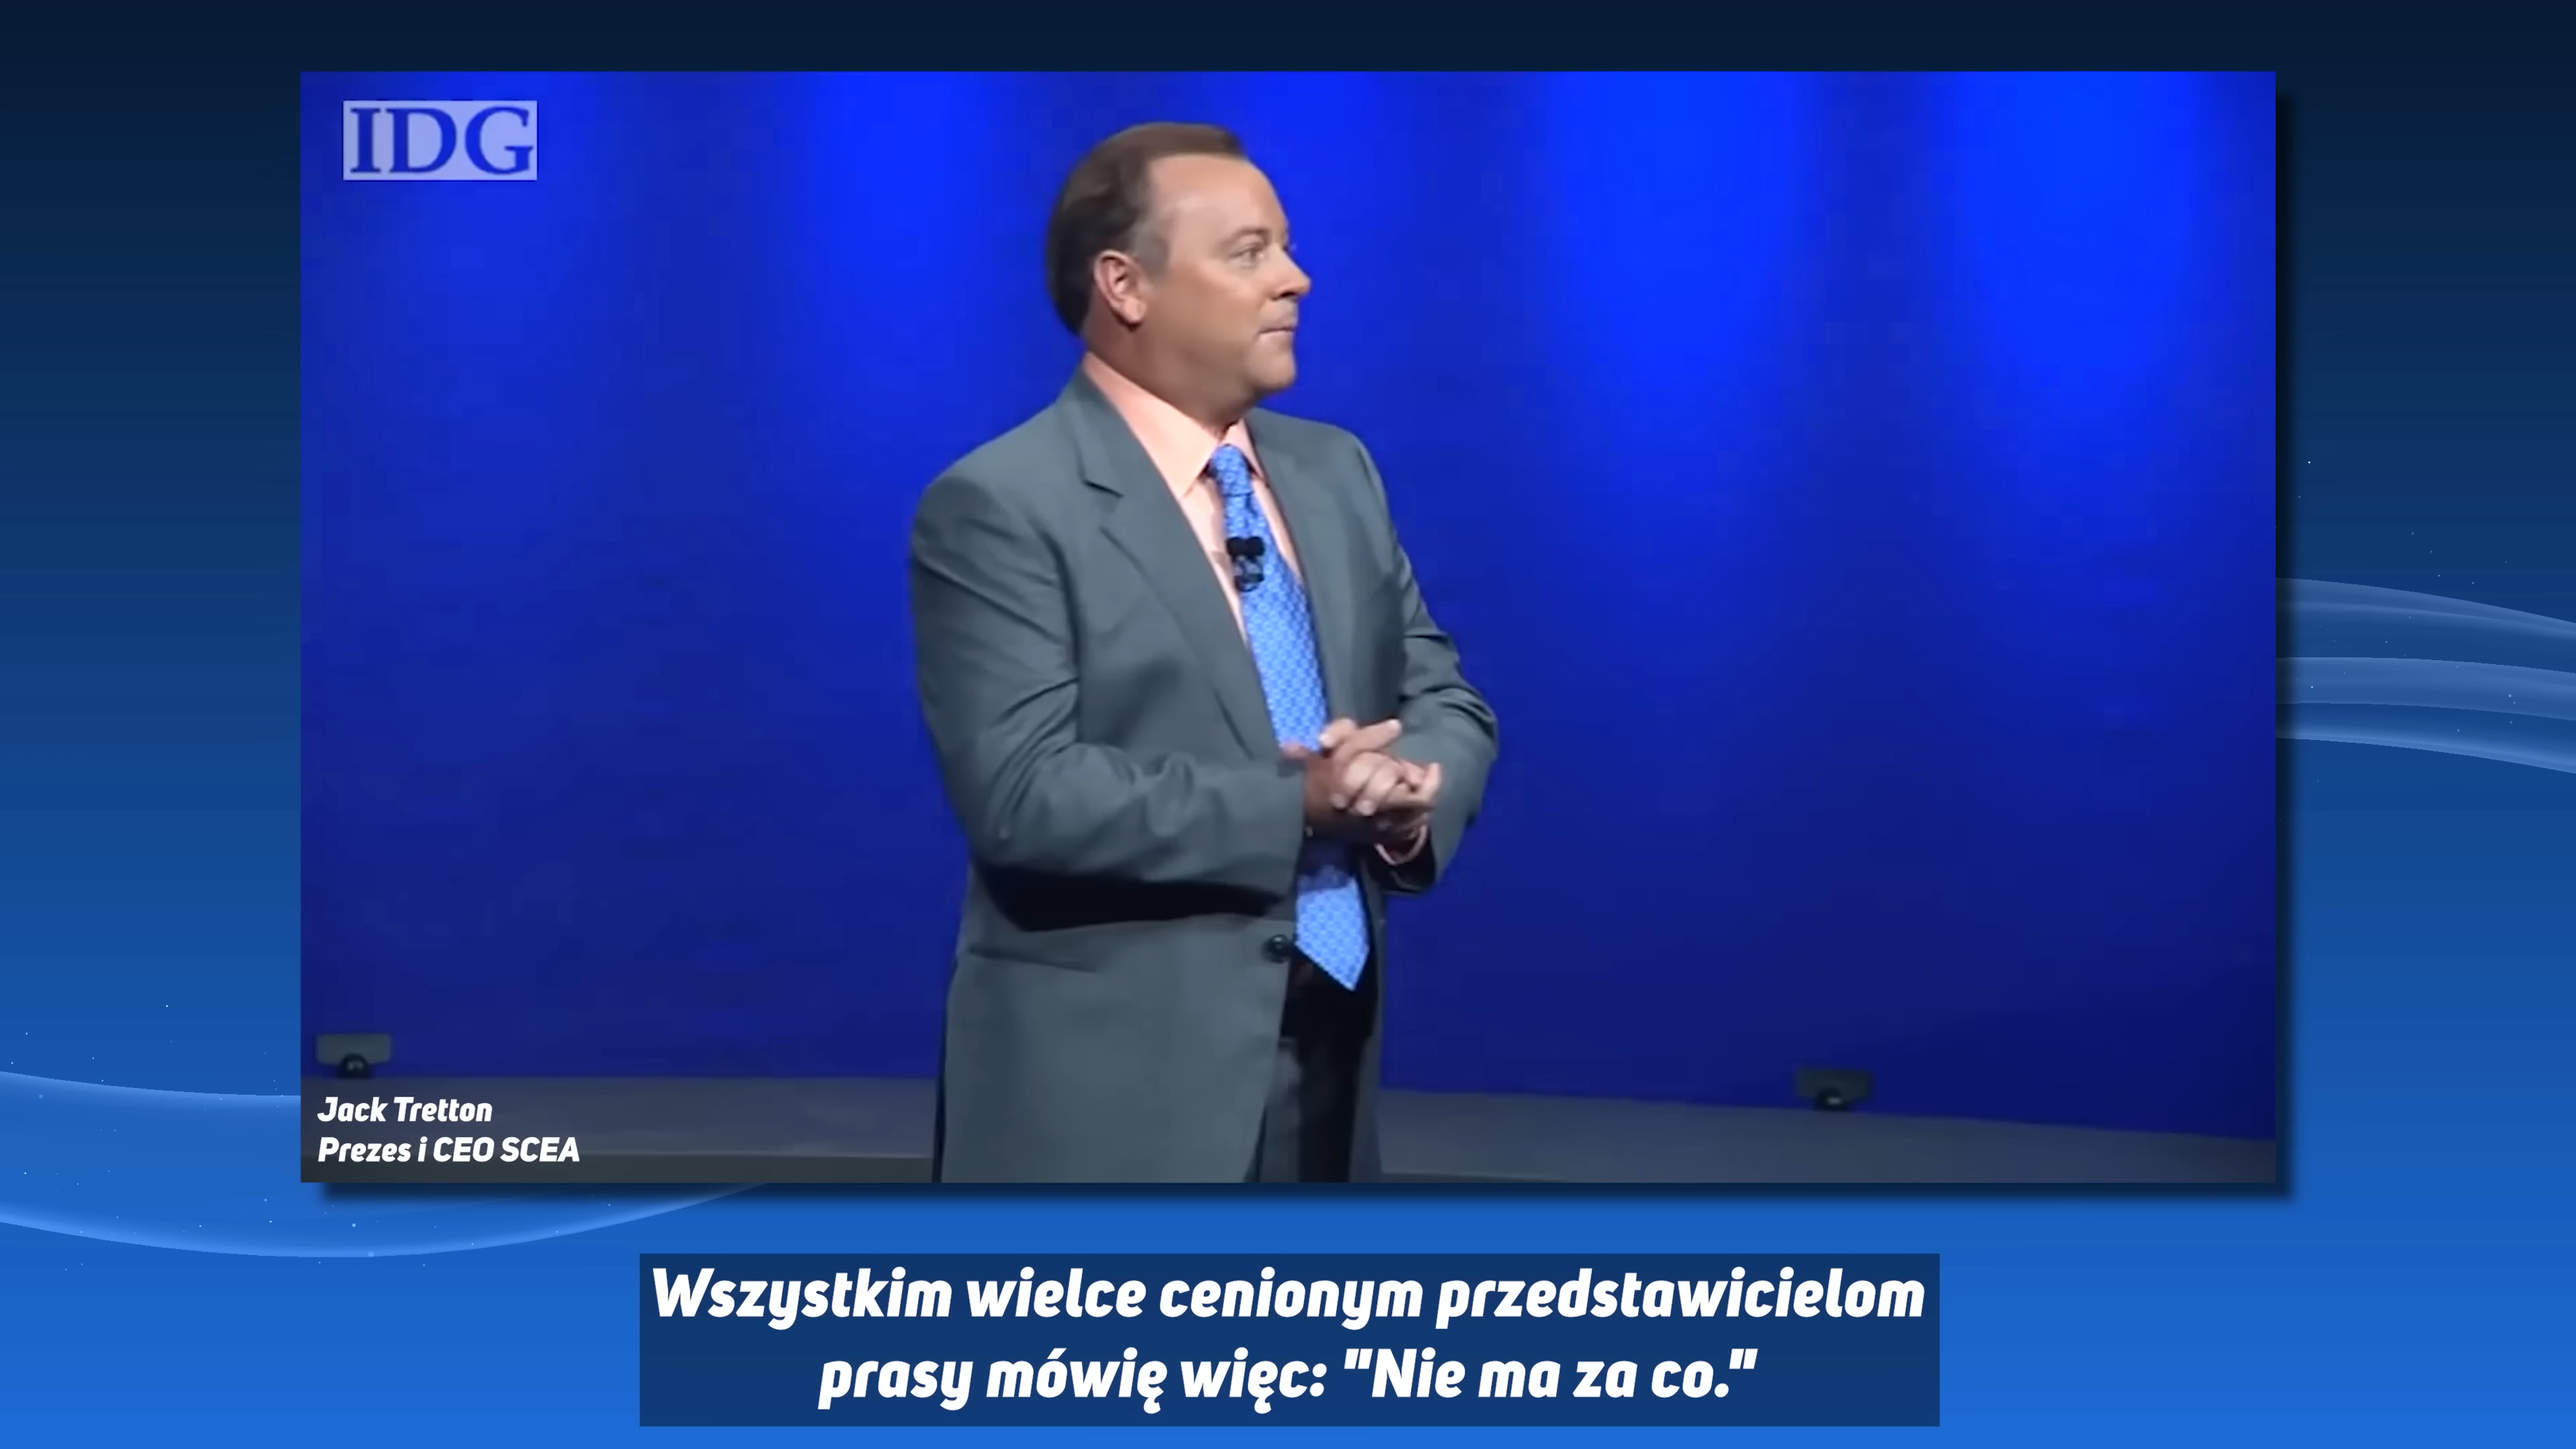 IDG
Jack Tretton
Prezes i CEO SCEA
Wszystkim wielce cenionym przedstawicielom
prasy mówię więc: "Nie ma za co."